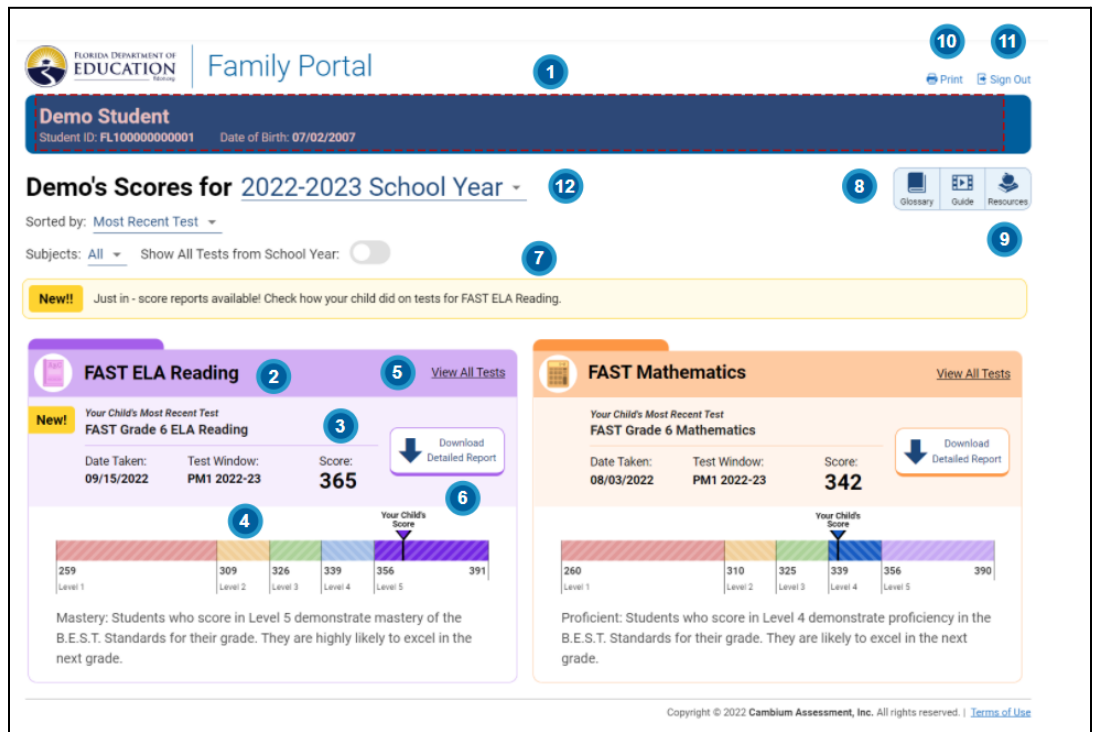 10
11
FLORIDA DEPARTMENT OF
EDUCATION
fldoe.org
Family Portal
1
Print
Sign Out
Demo Student
Student ID: FL100000000001 Date of Birth: 07/02/2007
Demo's Scores for 2022-2023 School Year
12
8
Glossary
Guide
Resources
Sorted by: Most Recent Test
9
Subjects: All Show All Tests from School Year:
7
New!! Just in - score reports available! Check how your child did on tests for FAST ELA Reading.
FAST ELA Reading
2
5
View All Tests
New!
Your Child's Most Recent Test
FAST Grade 6 ELA Reading
3
Download
Detailed Report
Date Taken: Test Window: Score:
09/15/2022 PM1 2022-23 365
6
4
Your Child's
Score
259 309 326 339 356 391
Level 1 Level 2 Level 3 Level 4 Level 5
Mastery: Students who score in Level 5 demonstrate mastery of the
B.E.S.T. Standards for their grade. They are highly likely to excel in the
next grade.
FAST Mathematics
View All Tests
Your Child's Most Recent Test
FAST Grade 6 Mathematics
Download
Detailed Report
Date Taken: Test Window: Score:
08/03/2022 PM1 2022-23 342
Your Child's
Score
260 310 325 339 356 390
Level 1 Level 2 Level 3 Level 4 Level 5
Proficient: Students who score in Level 4 demonstrate proficiency in the
B.E.S.T. Standards for their grade. They are likely to excel in the next
grade.
Copyright © 2022 Cambium Assessment, Inc. All rights reserved. | Terms of Use